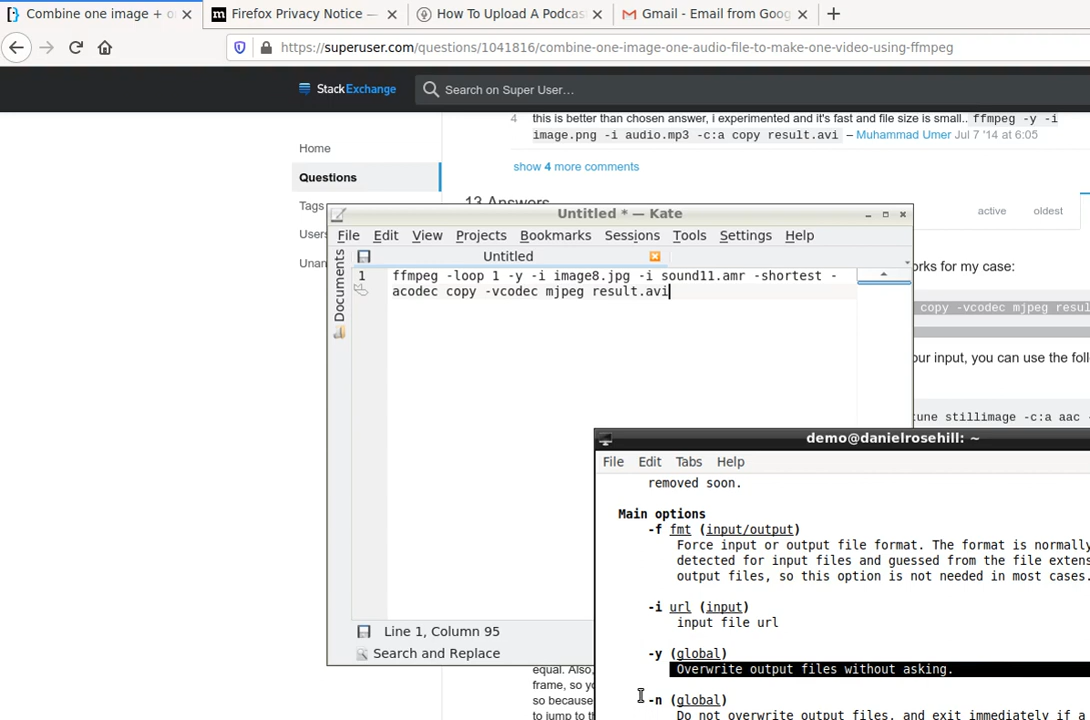 Combine one image + o
Firefox Privacy Notice —
How To Upload A Podcas
Gmail - Email from Goog
https://superuser.com/questions/1041816/combine-one-image-one-audio-file-to-make-one-video-using-ffmpeg
StackExchange
Search on Super User…
4 this is better than chosen answer, i experimented and it's fast and file size is small.. ffmpeg -y -i
image.png -i audio.mp3 -c:a copy result.avi – Muhammad Umer Jul 7 '14 at 6:05
show 4 more comments
Home
Questions
Tags
Users
Unan
13 Answers
active oldest
Untitled * — Kate
File Edit View Projects Bookmarks Sessions Tools Settings Help
Untitled
Documents
1 ffmpeg -loop 1 -y -i image8.jpg -i sound11.amr -shortest -
acodec copy -vcodec mjpeg result.avi
orks for my case:
copy -vcodec mjpeg resul
our input, you can use the foll
tune stillimage -c:a aac
Line 1, Column 95
Search and Replace
equal. Also,
frame, so yo
so because
to jump to th
demo@danielrosehill: ~
File Edit Tabs Help
removed soon.
Main options
-f fmt (input/output)
Force input or output file format. The format is normally
detected for input files and guessed from the file extens
output files, so this option is not needed in most cases.
-i url (input)
input file url
-y (global)
Overwrite output files without asking.
-n (global)
Do not overwrite output files, and exit immediately if a